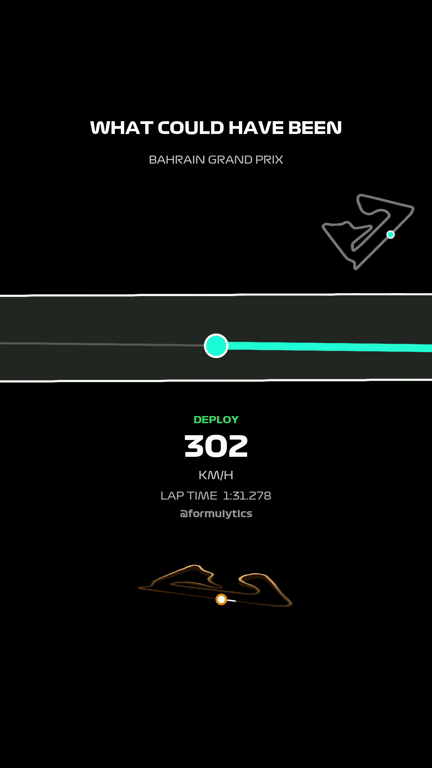 WHAT COULD HAVE BEEN
BAHRAIN GRAND PRIX
DEPLOY
302
KM/H
LAP TIME 1:31.278
@formulytics